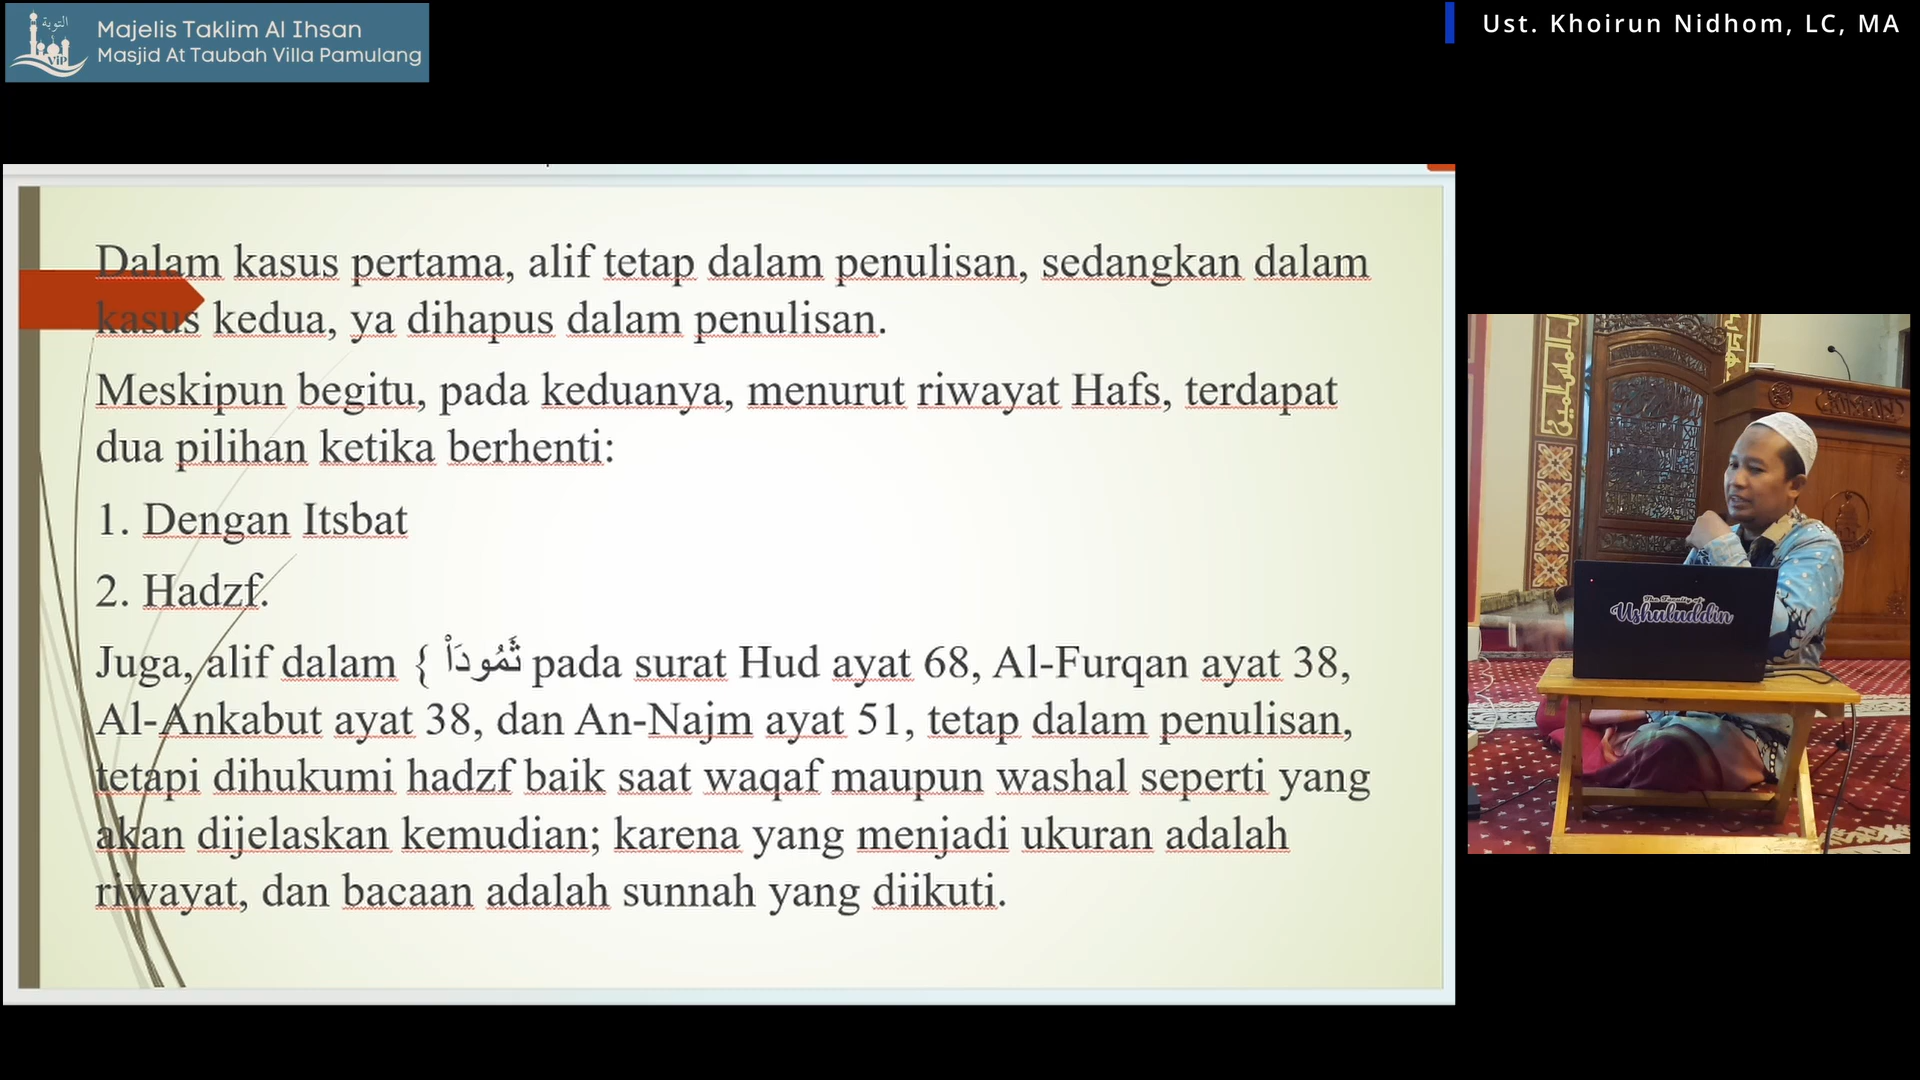 التوبة
ViP
Majelis Taklim Al Ihsan
Masjid At Taubah Villa Pamulang
Ust. Khoirun Nidhom, LC, MA
Dalam kasus pertama, alif tetap dalam penulisan, sedangkan dalam
kasus kedua, ya dihapus dalam penulisan.
Meskipun begitu, pada keduanya, menurut riwayat Hafs, terdapat
dua pilihan ketika berhenti:
1. Dengan Itsbat
2. Hadzf.
Juga, alif dalam { ثَمُودَا۟ pada surat Hud ayat 68, Al-Furqan ayat 38,
Al-Ankabut ayat 38, dan An-Najm ayat 51, tetap dalam penulisan,
tetapi dihukumi hadzf baik saat waqaf maupun washal seperti yang
akan dijelaskan kemudian; karena yang menjadi ukuran adalah
riwayat, dan bacaan adalah sunnah yang diikuti.
The Faculty of
Ushuluddin